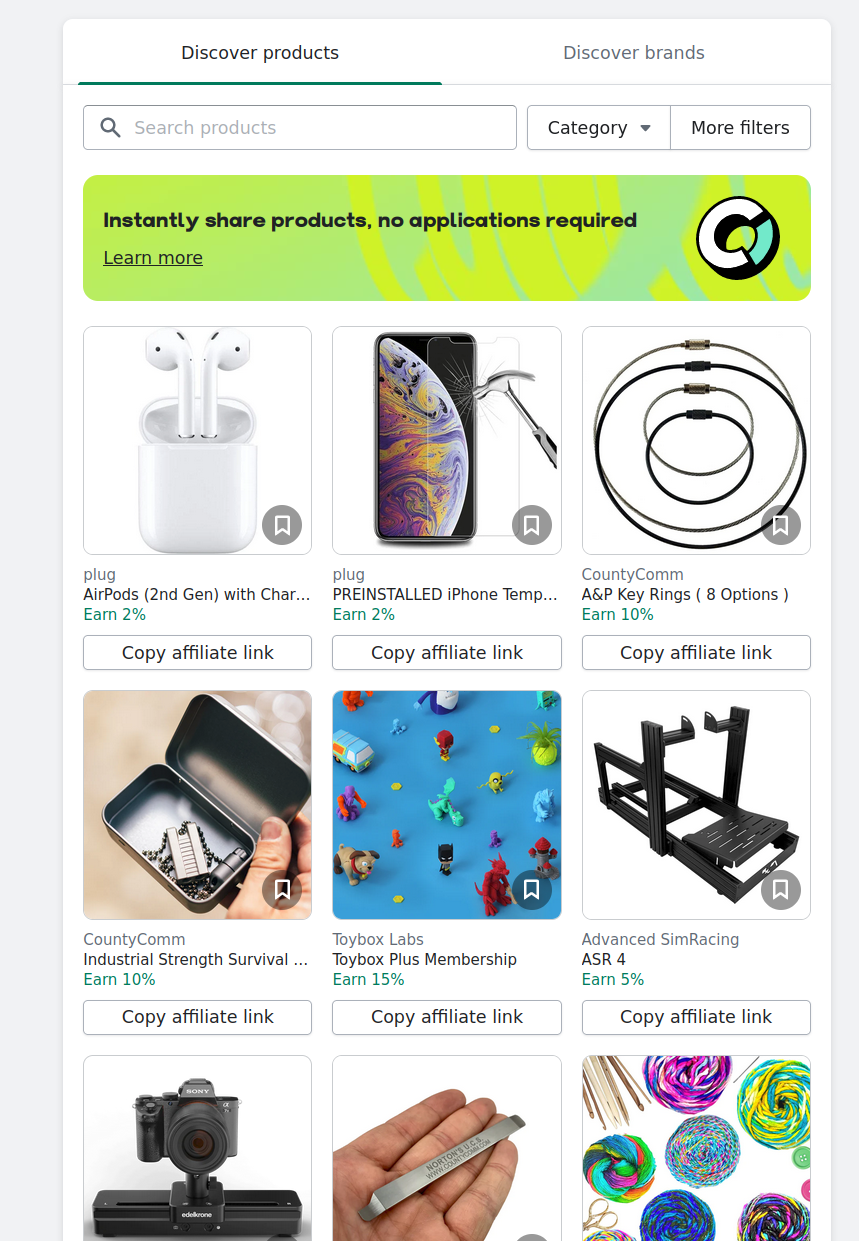 Discover products
Discover brands
Search products
Category
More filters
Instantly share products, no applications required
Learn more
plug
AirPods (2nd Gen) with Char...
Earn 2%
Copy affiliate link
plug
PREINSTALLED iPhone Temp...
Earn 2%
Copy affiliate link
CountyComm
A&P Key Rings ( 8 Options )
Earn 10%
Copy affiliate link
CountyComm
Industrial Strength Survival ...
Earn 10%
Copy affiliate link
Toybox Labs
Toybox Plus Membership
Earn 15%
Copy affiliate link
Advanced SimRacing
ASR 4
Earn 5%
Copy affiliate link
SONY
edelkrone
NORTON'S U.C.S.
WWW.COUNTYCOMM.COM